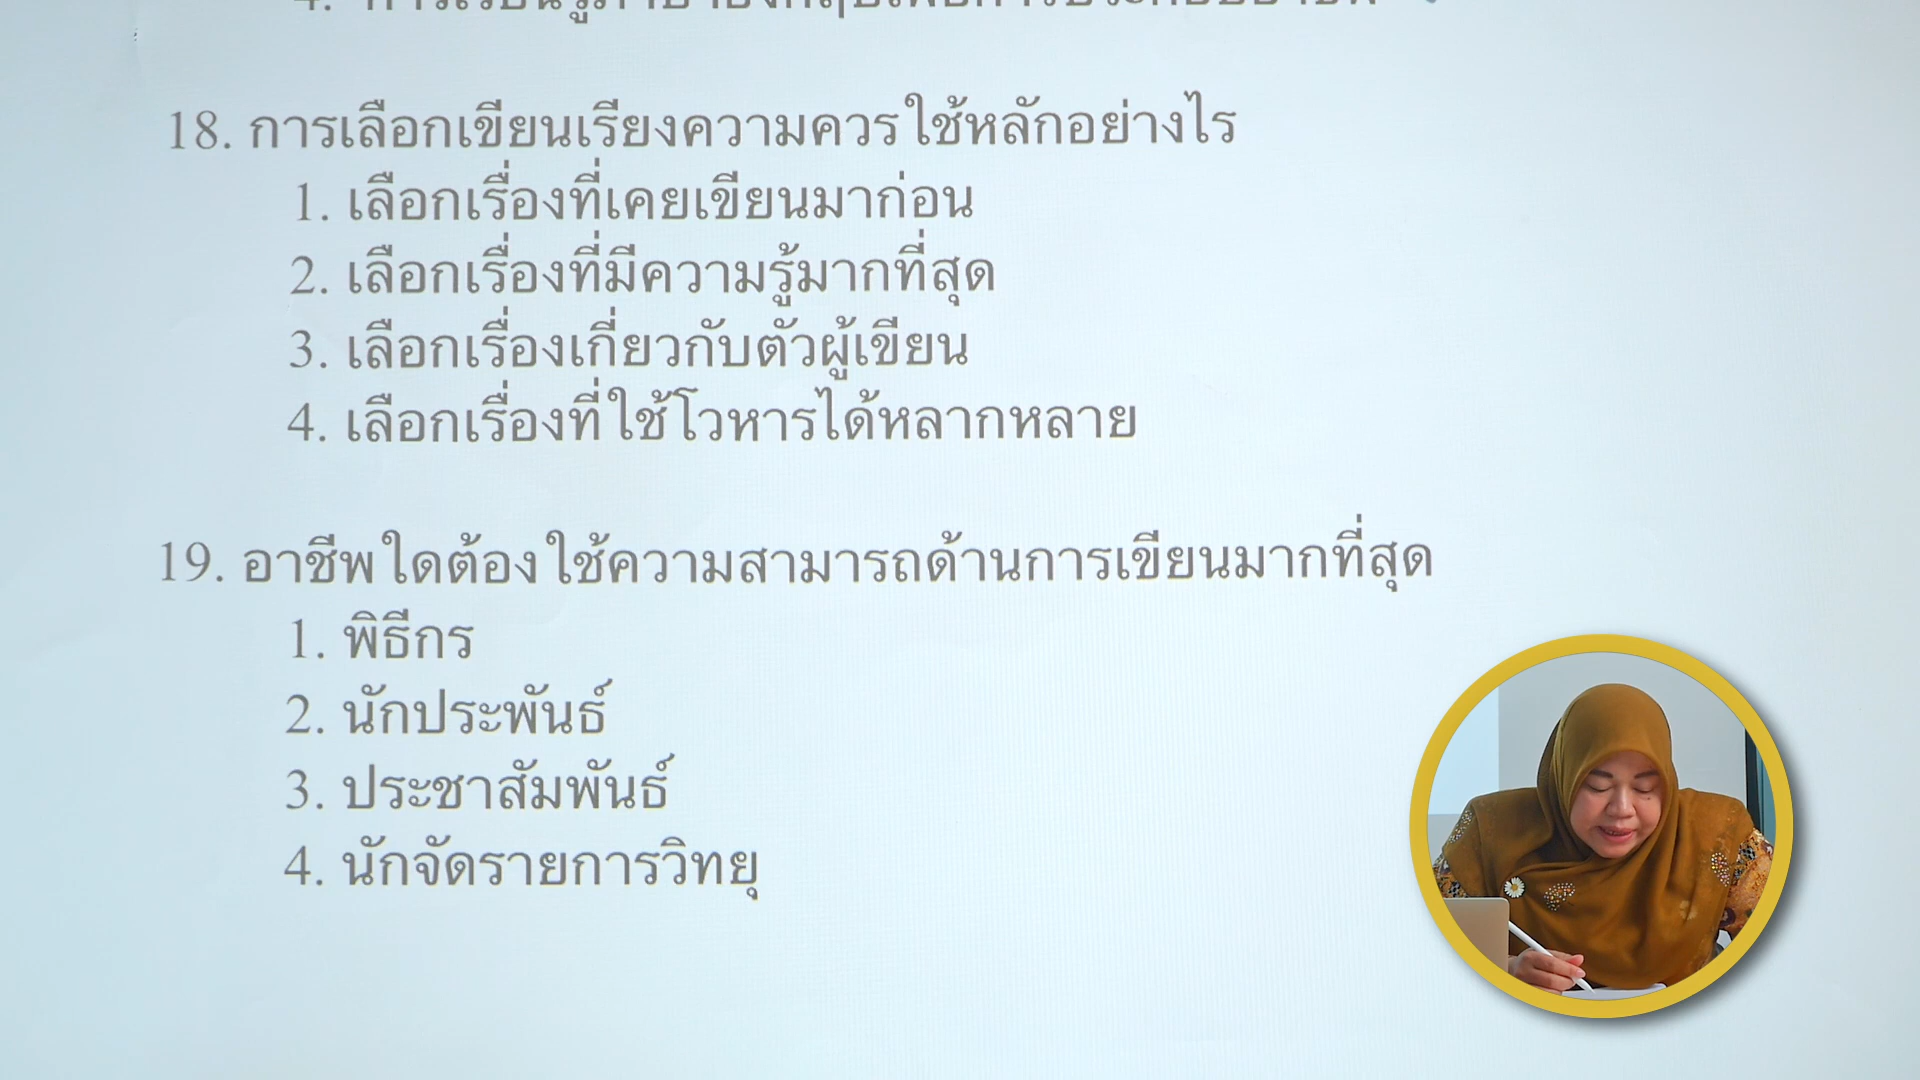 18. การเลือกเขียนเรียงความควรใช้หลักอย่างไร
1. เลือกเรื่องที่เคยเขียนมาก่อน
2. เลือกเรื่องที่มีความรู้มากที่สุด
3. เลือกเรื่องเกี่ยวกับตัวผู้เขียน
4. เลือกเรื่องที่ใช้โวหารได้หลากหลาย
19. อาชีพใดต้องใช้ความสามารถด้านการเขียนมากที่สุด
1. พิธีกร
2. นักประพันธ์
3. ประชาสัมพันธ์
4. นักจัดรายการวิทยุ